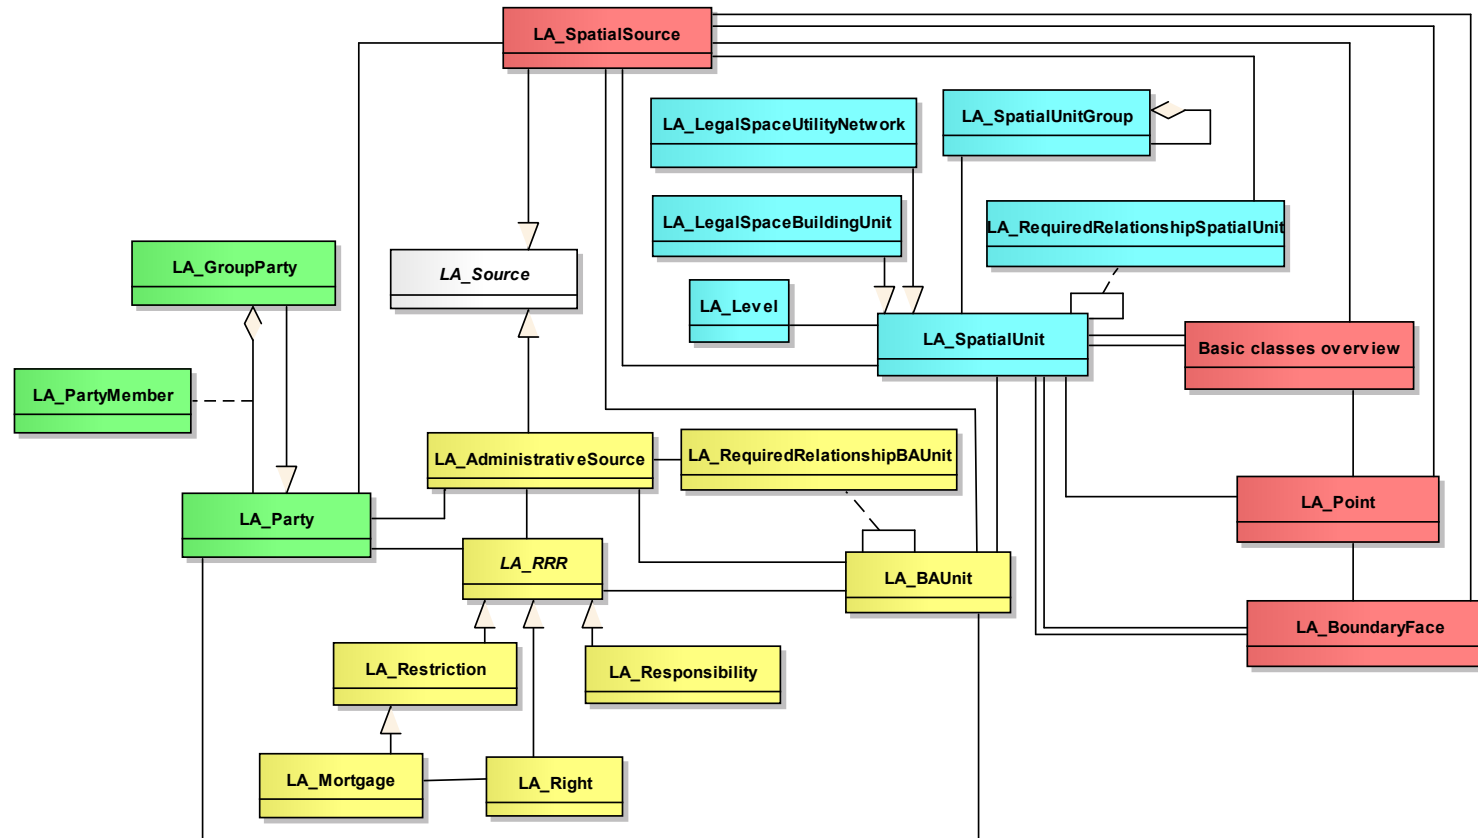 LA_SpatialSource
LA_LegalSpaceUtilityNetwork
LA_SpatialUnitGroup
LA_LegalSpaceBuildingUnit
LA_RequiredRelationshipSpatialUnit
LA_GroupParty
LA_Source
LA_Level
LA_SpatialUnit
Basic classes overview
LA_PartyMember
LA_AdministrativeSource
LA_RequiredRelationshipBAUnit
LA_Party
LA_Point
LA_RRR
LA_BAUnit
LA_BoundaryFace
LA_Restriction
LA_Responsibility
LA_Mortgage
LA_Right